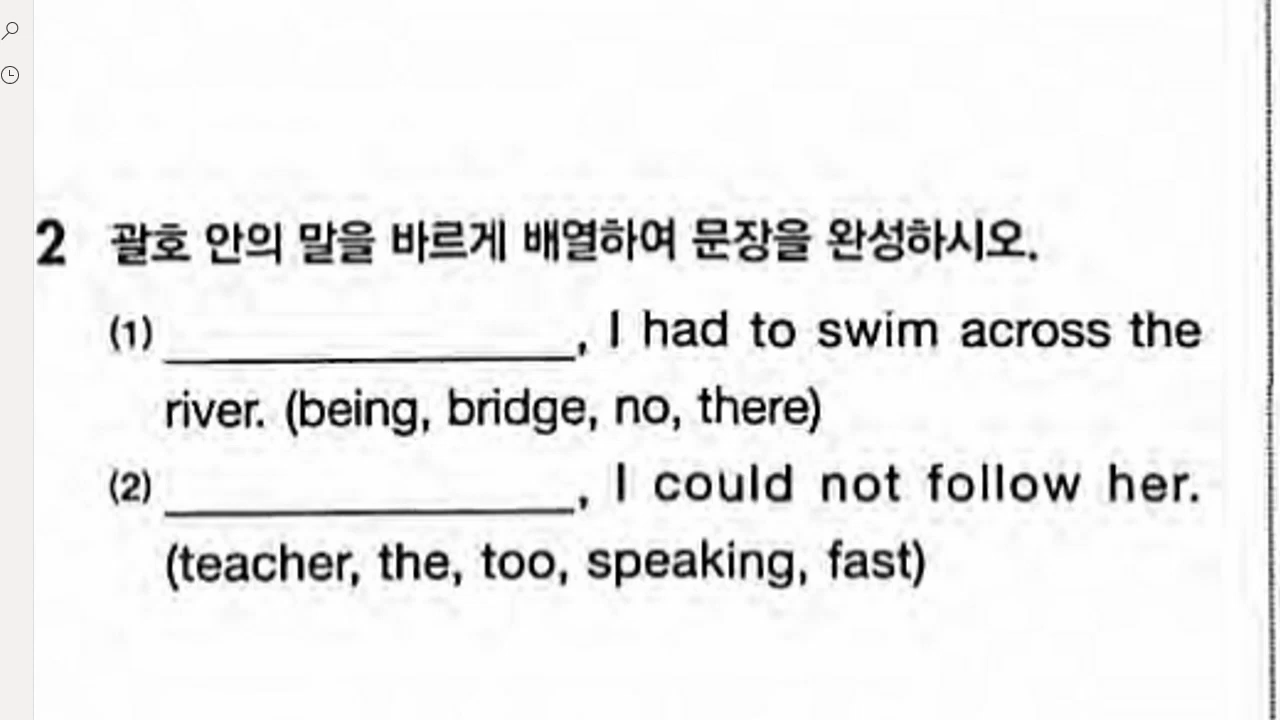 2 괄호 안의 말을 바르게 배열하여 문장을 완성하시오.
(1) ____________, I had to swim across the
river. (being, bridge, no, there)
(2) ____________, I could not follow her.
(teacher, the, too, speaking, fast)